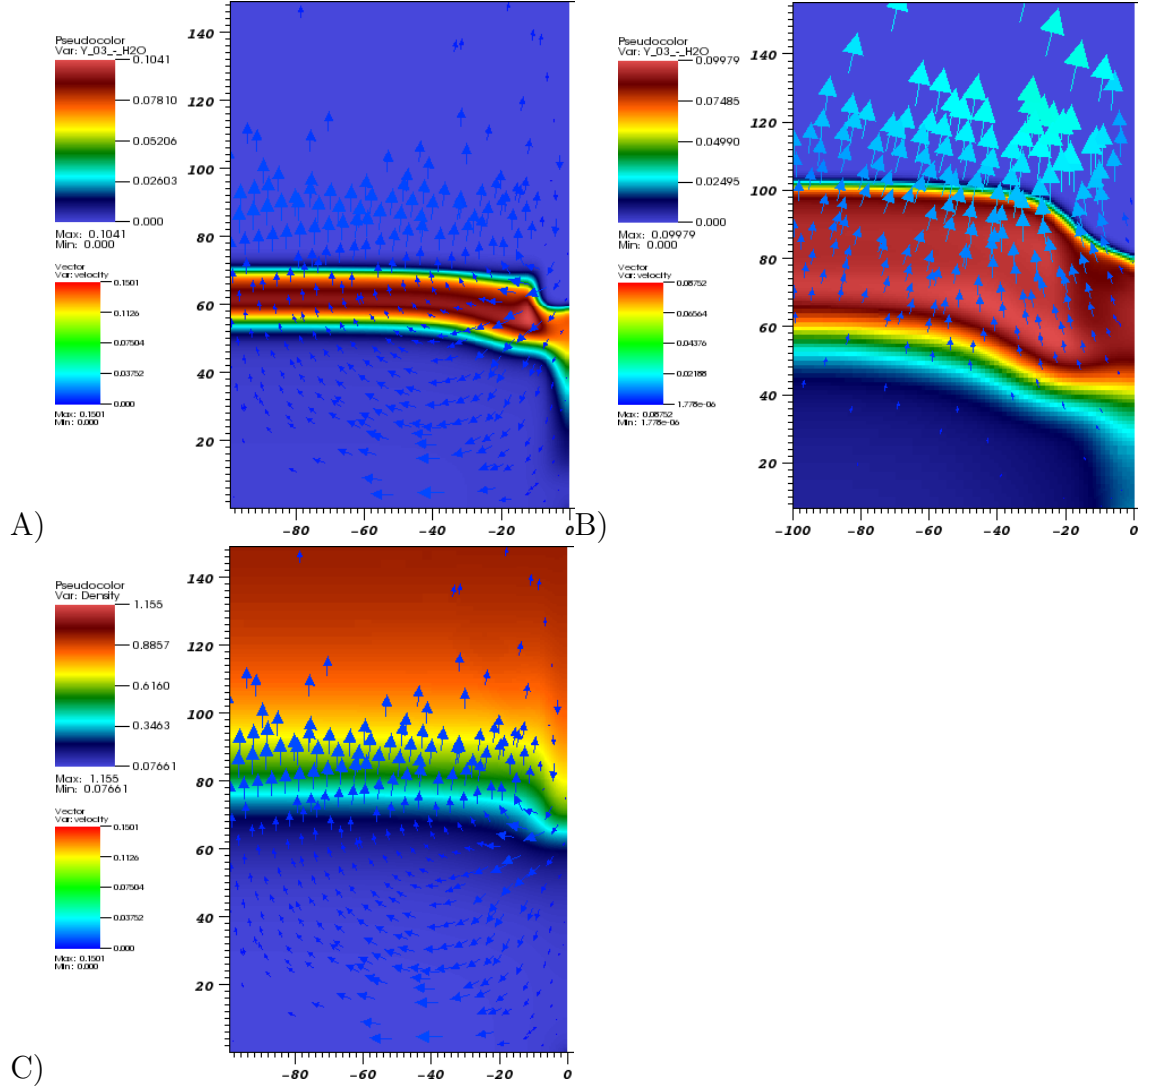 Pseudocolor
Var: Y_03_-_H2O
0.1041
0.07810
0.05206
0.02603
0.000
Max: 0.1041
Min: 0.000
Vector
Var: velocity
0.1501
0.1126
0.07504
0.03752
0.000
Max: 0.1501
Min: 0.000
140
120
100
80
60
40
20
-80
-60
-40
-20
0
A)
Pseudocolor
Var: Y_03_-_H2O
0.09979
0.07485
0.04990
0.02495
0.000
Max: 0.09979
Min: 0.000
Vector
Var: velocity
0.08752
0.06564
0.04376
0.02188
1.778e-06
Max: 0.08752
Min: 1.778e-06
140
120
100
80
60
40
20
-100
-80
-60
-40
-20
0
B)
Pseudocolor
Var: Density
1.155
0.8857
0.6160
0.3463
0.07661
Max: 1.155
Min: 0.07661
Vector
Var: velocity
0.1501
0.1126
0.07504
0.03752
0.000
Max: 0.1501
Min: 0.000
140
120
100
80
60
40
20
-80
-60
-40
-20
0
C)